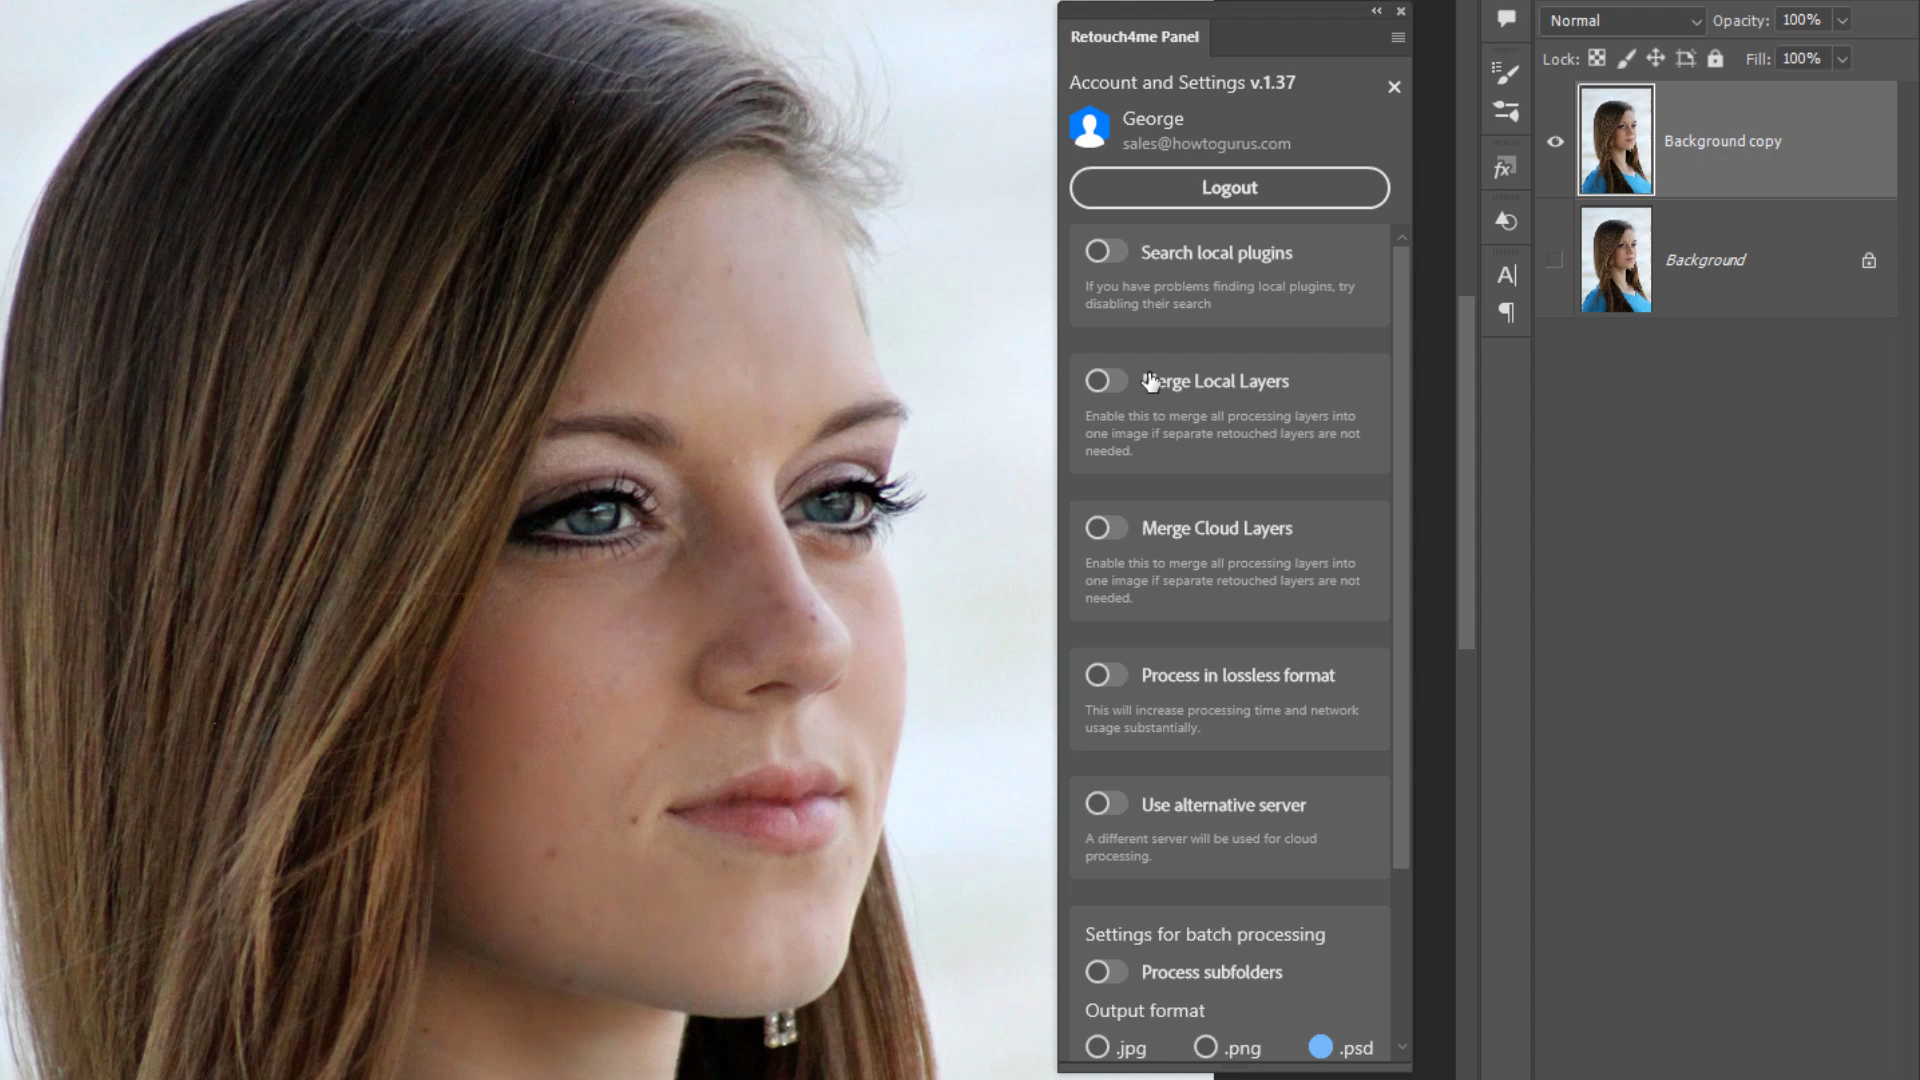 Retouch4me Panel
Account and Settings v.1.37
George
sales@howtogurus.com
Logout
Search local plugins
If you have problems finding local plugins, try
disabling their search
erge Local Layers
Enable this to merge all processing layers into
one image if separate retouched layers are not
needed.
Merge Cloud Layers
Enable this to merge all processing layers into
one image if separate retouched layers are not
needed.
Process in lossless format
This will increase processing time and network
usage substantially.
Use alternative server
A different server will be used for cloud
processing.
Settings for batch processing
Process subfolders
Output format
.jpg .png .psd
fx
A
Normal Opacity: 100%
Lock: Fill: 100%
Background copy
Background